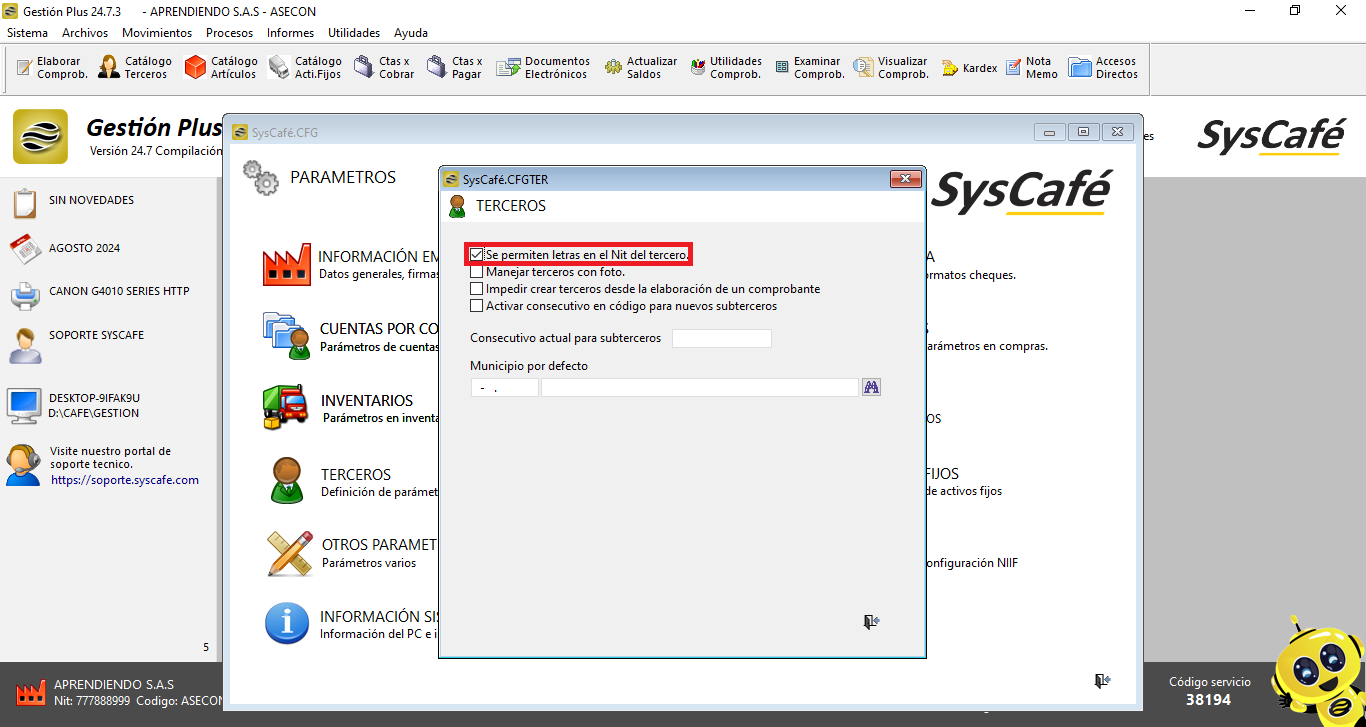 Gestión Plus 24.7.3 - APRENDIENDO S.A.S - ASECON
Sistema Archivos Movimientos Procesos Informes Utilidades Ayuda
Elaborar Comprob.
Catálogo Terceros
Catálogo Artículos
Catálogo Acti.Fijos
Ctas x Cobrar
Ctas x Pagar
Documentos Electrónicos
Actualizar Saldos
Utilidades Comprob.
Examinar Comprob.
Visualizar Comprob.
Kardex
Nota Memo
Accesos Directos
Gestión Plus
Versión 24.7 Compilación
es
SysCafé
SIN NOVEDADES
AGOSTO 2024
CANON G4010 SERIES HTTP
SOPORTE SYSCAFE
DESKTOP-9IFAK9U
D:\CAFE\GESTION
Visite nuestro portal de
soporte tecnico.
https://soporte.syscafe.com
5
APRENDIENDO S.A.S
Nit: 777888999 Codigo: ASECON
SysCafé.CFG
PARAMETROS
SysCafé
INFORMACIÓN EM
Datos generales, firmas
CUENTAS POR CO
Parámetros de cuentas
INVENTARIOS
Parámetros en inventa
TERCEROS
Definición de parámet
OTROS PARAMET
Parámetros varios
INFORMACIÓN SIS
Información del PC e i
A
ormatos cheques.
S
arámetros en compras.
OS
FIJOS
de activos fijos
onfiguración NIIF
SysCafé.CFGTER
TERCEROS
Se permiten letras en el Nit del tercero.
Manejar terceros con foto.
Impedir crear terceros desde la elaboración de un comprobante
Activar consecutivo en código para nuevos subterceros
Consecutivo actual para subterceros
Municipio por defecto
- .
Código servicio
38194